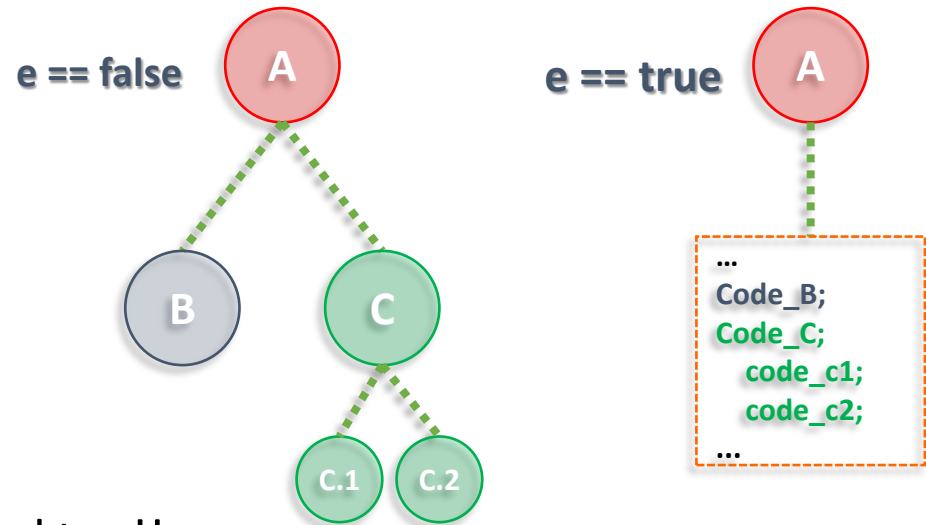 e == false
A
B
C
C.1
C.2
e == true
A
...
Code_B;
Code_C;
code_c1;
code_c2;
...